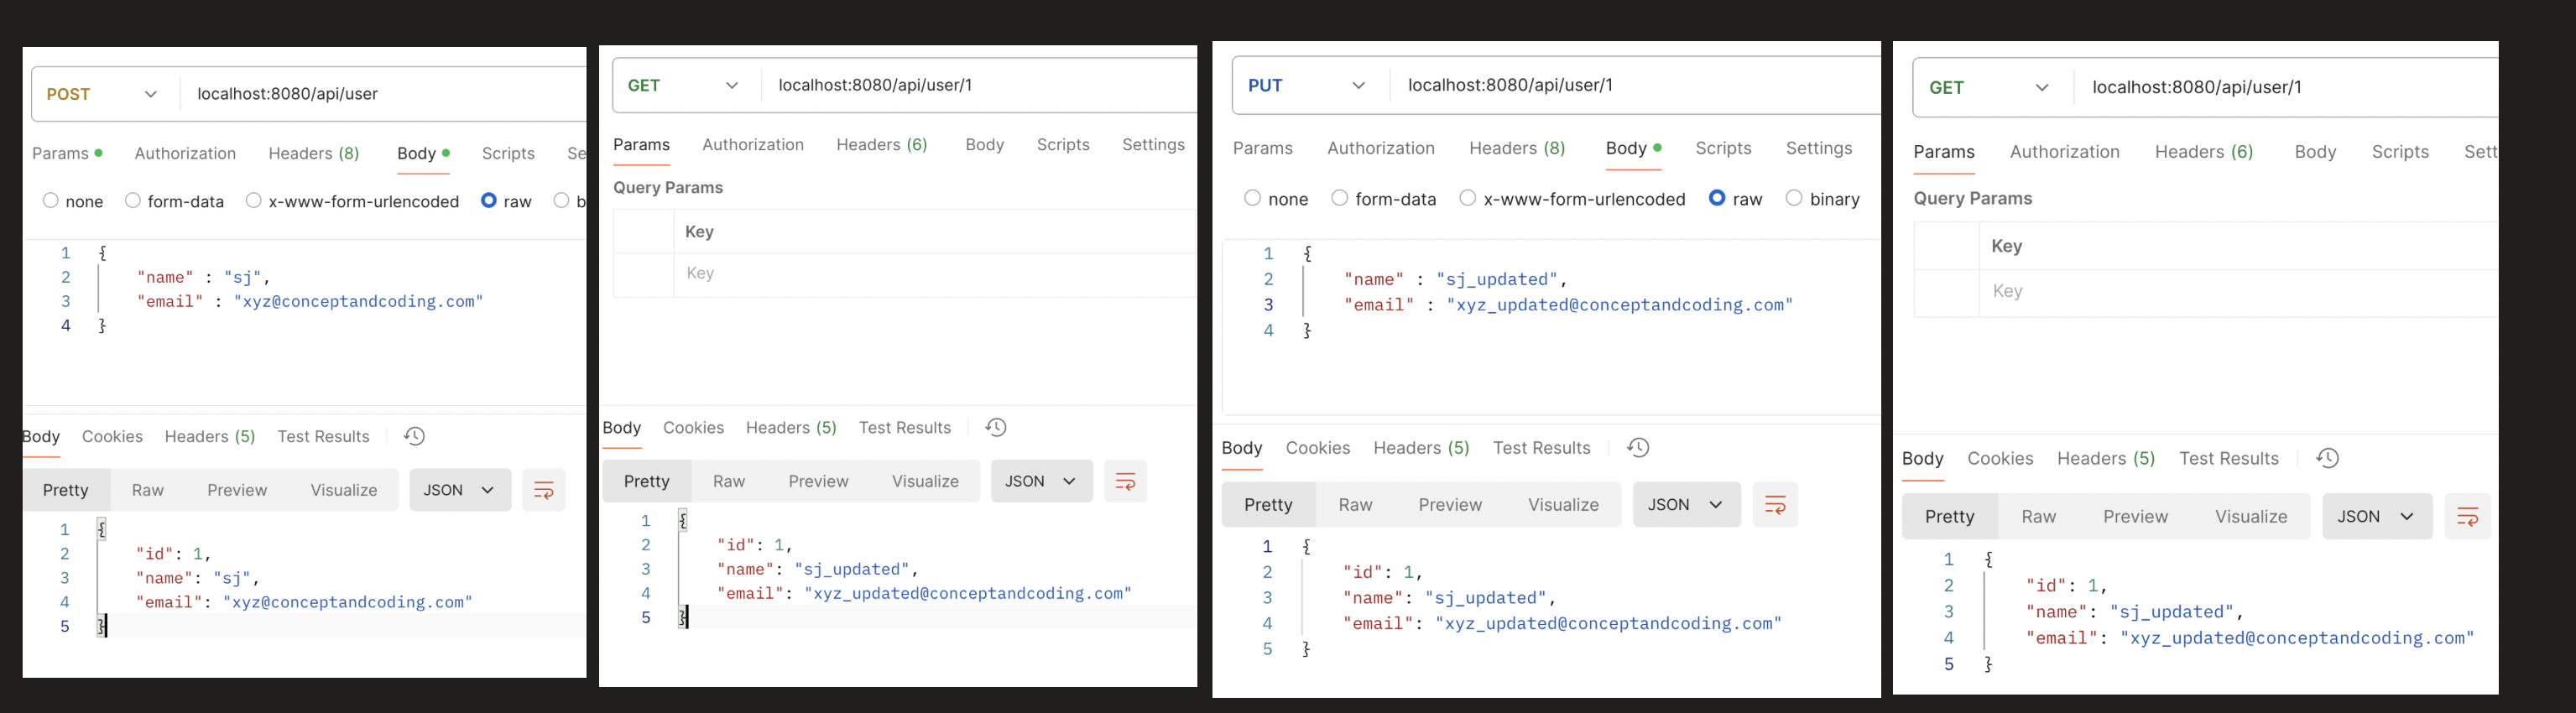 POST localhost:8080/api/user
Params Authorization Headers (8) Body Scripts Se
none form-data x-www-form-urlencoded raw b
1 {
2 "name" : "sj",
3 "email" : "xyz@conceptandcoding.com"
4 }
Body Cookies Headers (5) Test Results
Pretty Raw Preview Visualize JSON
1 {
2 "id": 1,
3 "name": "sj",
4 "email": "xyz@conceptandcoding.com"
5 }
GET localhost:8080/api/user/1
Params Authorization Headers (6) Body Scripts Settings
Query Params
Key
Key
Body Cookies Headers (5) Test Results
Pretty Raw Preview Visualize JSON
1 {
2 "id": 1,
3 "name": "sj_updated",
4 "email": "xyz_updated@conceptandcoding.com"
5 }
PUT localhost:8080/api/user/1
Params Authorization Headers (8) Body Scripts Settings
none form-data x-www-form-urlencoded raw binary
1 {
2 "name" : "sj_updated",
3 "email" : "xyz_updated@conceptandcoding.com"
4 }
Body Cookies Headers (5) Test Results
Pretty Raw Preview Visualize JSON
1 {
2 "id": 1,
3 "name": "sj_updated",
4 "email": "xyz_updated@conceptandcoding.com"
5 }
GET localhost:8080/api/user/1
Params Authorization Headers (6) Body Scripts Sett
Query Params
Key
Key
Body Cookies Headers (5) Test Results
Pretty Raw Preview Visualize JSON
1 {
2 "id": 1,
3 "name": "sj_updated",
4 "email": "xyz_updated@conceptandcoding.com"
5 }